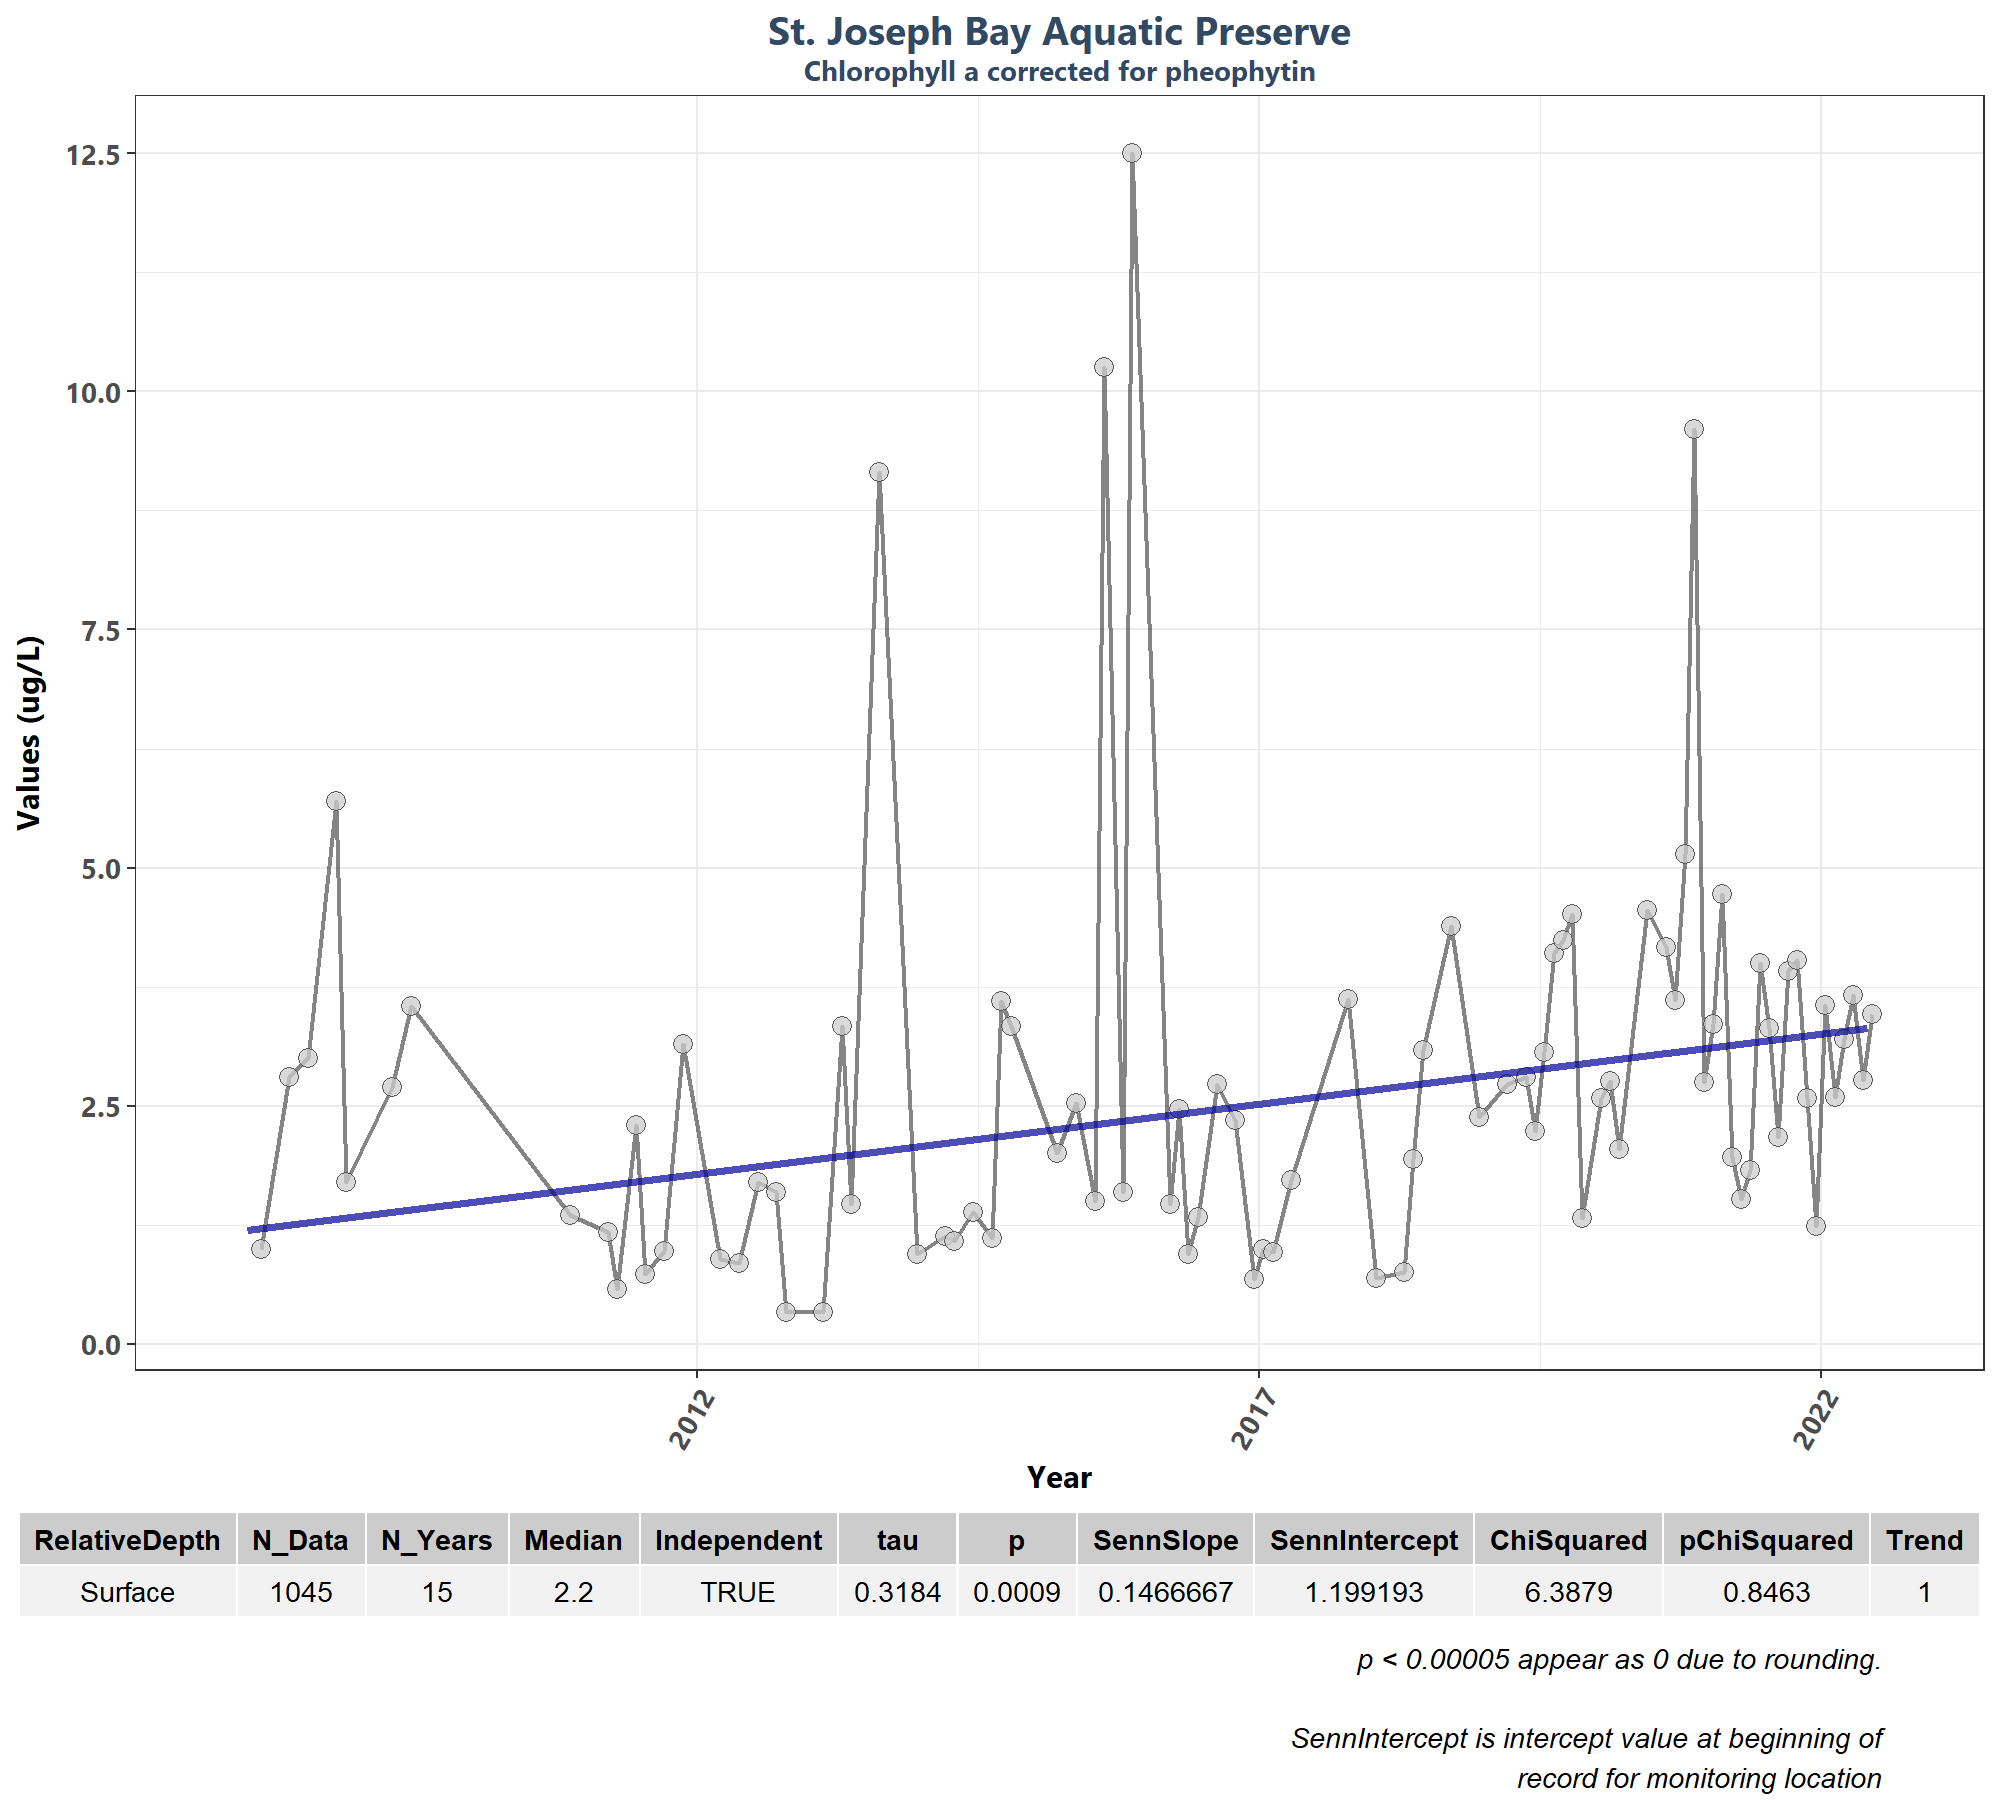 St. Joseph Bay Aquatic Preserve
Chlorophyll a corrected for pheophytin
Values (ug/L)
12.5
10.0
7.5
5.0
2.5
0.0
2012 2017 2022
Year
RelativeDepth N_Data N_Years Median Independent tau p SennSlope SennIntercept ChiSquared pChiSquared Trend
Surface 1045 15 2.2 TRUE 0.3184 0.0009 0.1466667 1.199193 6.3879 0.8463 1
p < 0.00005 appear as 0 due to rounding.
SennIntercept is intercept value at beginning of
record for monitoring location